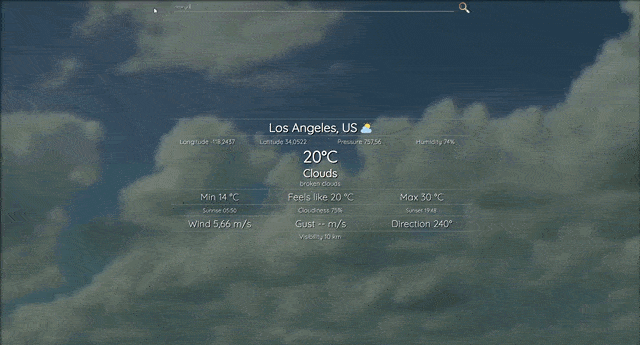 Los Angeles, US
Longitude -118,2437 Latitude 34,0522 Pressure 757,56 Humidity 74%
20°C
Clouds
broken clouds
Min 14 °C Feels like 20 °C Max 30 °C
Sunrise 05:50 Cloudiness 75% Sunset 19:48
Wind 5,66 m/s Gust -- m/s Direction 240°
Visibility 10 km